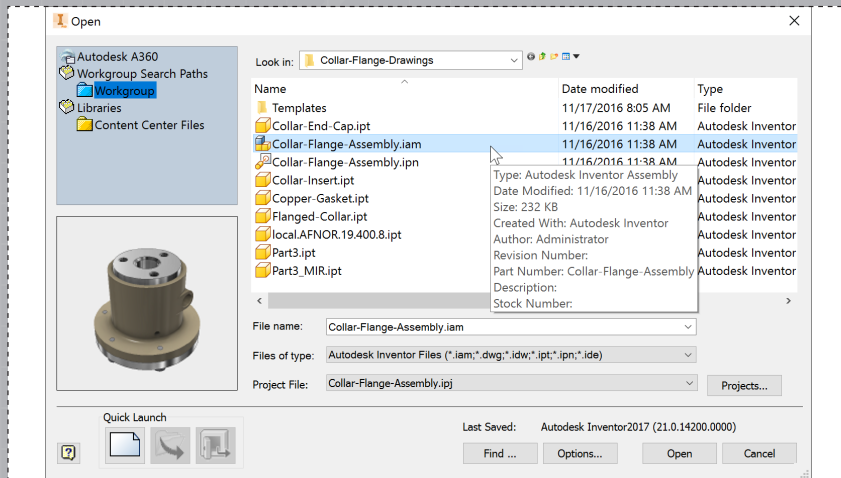 Open
Autodesk A360
Workgroup Search Paths
Workgroup
Libraries
Content Center Files
Look in: Collar-Flange-Drawings
Name Date modified Type
Templates 11/17/2016 8:05 AM File folder
Collar-End-Cap.ipt 11/16/2016 11:38 AM Autodesk Inventor
Collar-Flange-Assembly.iam 11/16/2016 11:38 AM Autodesk Inventor
Collar-Flange-Assembly.ipn 11/16/2016 11:38 AM Autodesk Inventor
Collar-Insert.ipt Autodesk Inventor
Copper-Gasket.ipt Autodesk Inventor
Flanged-Collar.ipt Autodesk Inventor
local.AFNOR.19.400.8.ipt Autodesk Inventor
Part3.ipt Autodesk Inventor
Part3_MIR.ipt Autodesk Inventor
Type: Autodesk Inventor Assembly
Date Modified: 11/16/2016 11:38 AM
Size: 232 KB
Created With: Autodesk Inventor
Author: Administrator
Revision Number:
Part Number: Collar-Flange-Assembly
Description:
Stock Number:
File name: Collar-Flange-Assembly.iam
Files of type: Autodesk Inventor Files (*.iam;*.dwg;*.idw;*.ipt;*.ipn;*.ide)
Project File: Collar-Flange-Assembly.ipj Projects...
Quick Launch
Last Saved: Autodesk Inventor2017 (21.0.14200.0000)
Find ... Options... Open Cancel